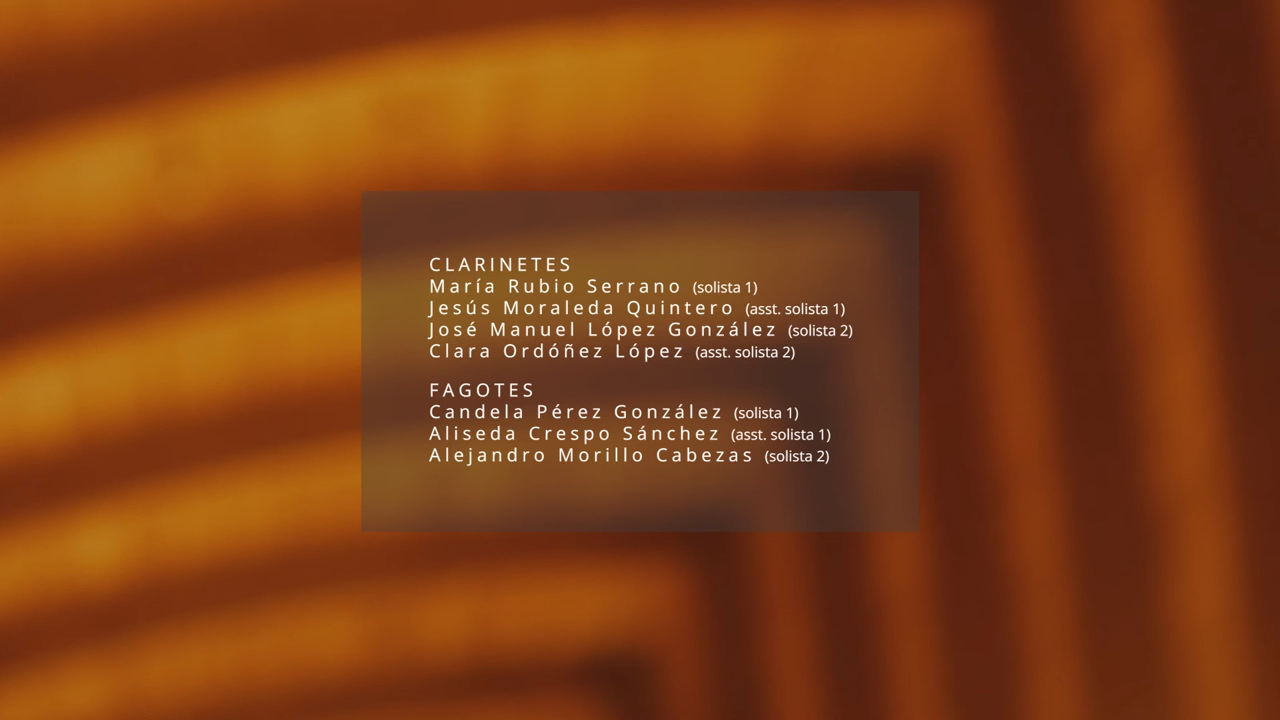 CLARINETES
María Rubio Serrano (solista 1)
Jesús Moraleda Quintero (asst. solista 1)
José Manuel López González (solista 2)
Clara Ordóñez López (asst. solista 2)
FAGOTES
Candela Pérez González (solista 1)
Aliseda Crespo Sánchez (asst. solista 1)
Alejandro Morillo Cabezas (solista 2)